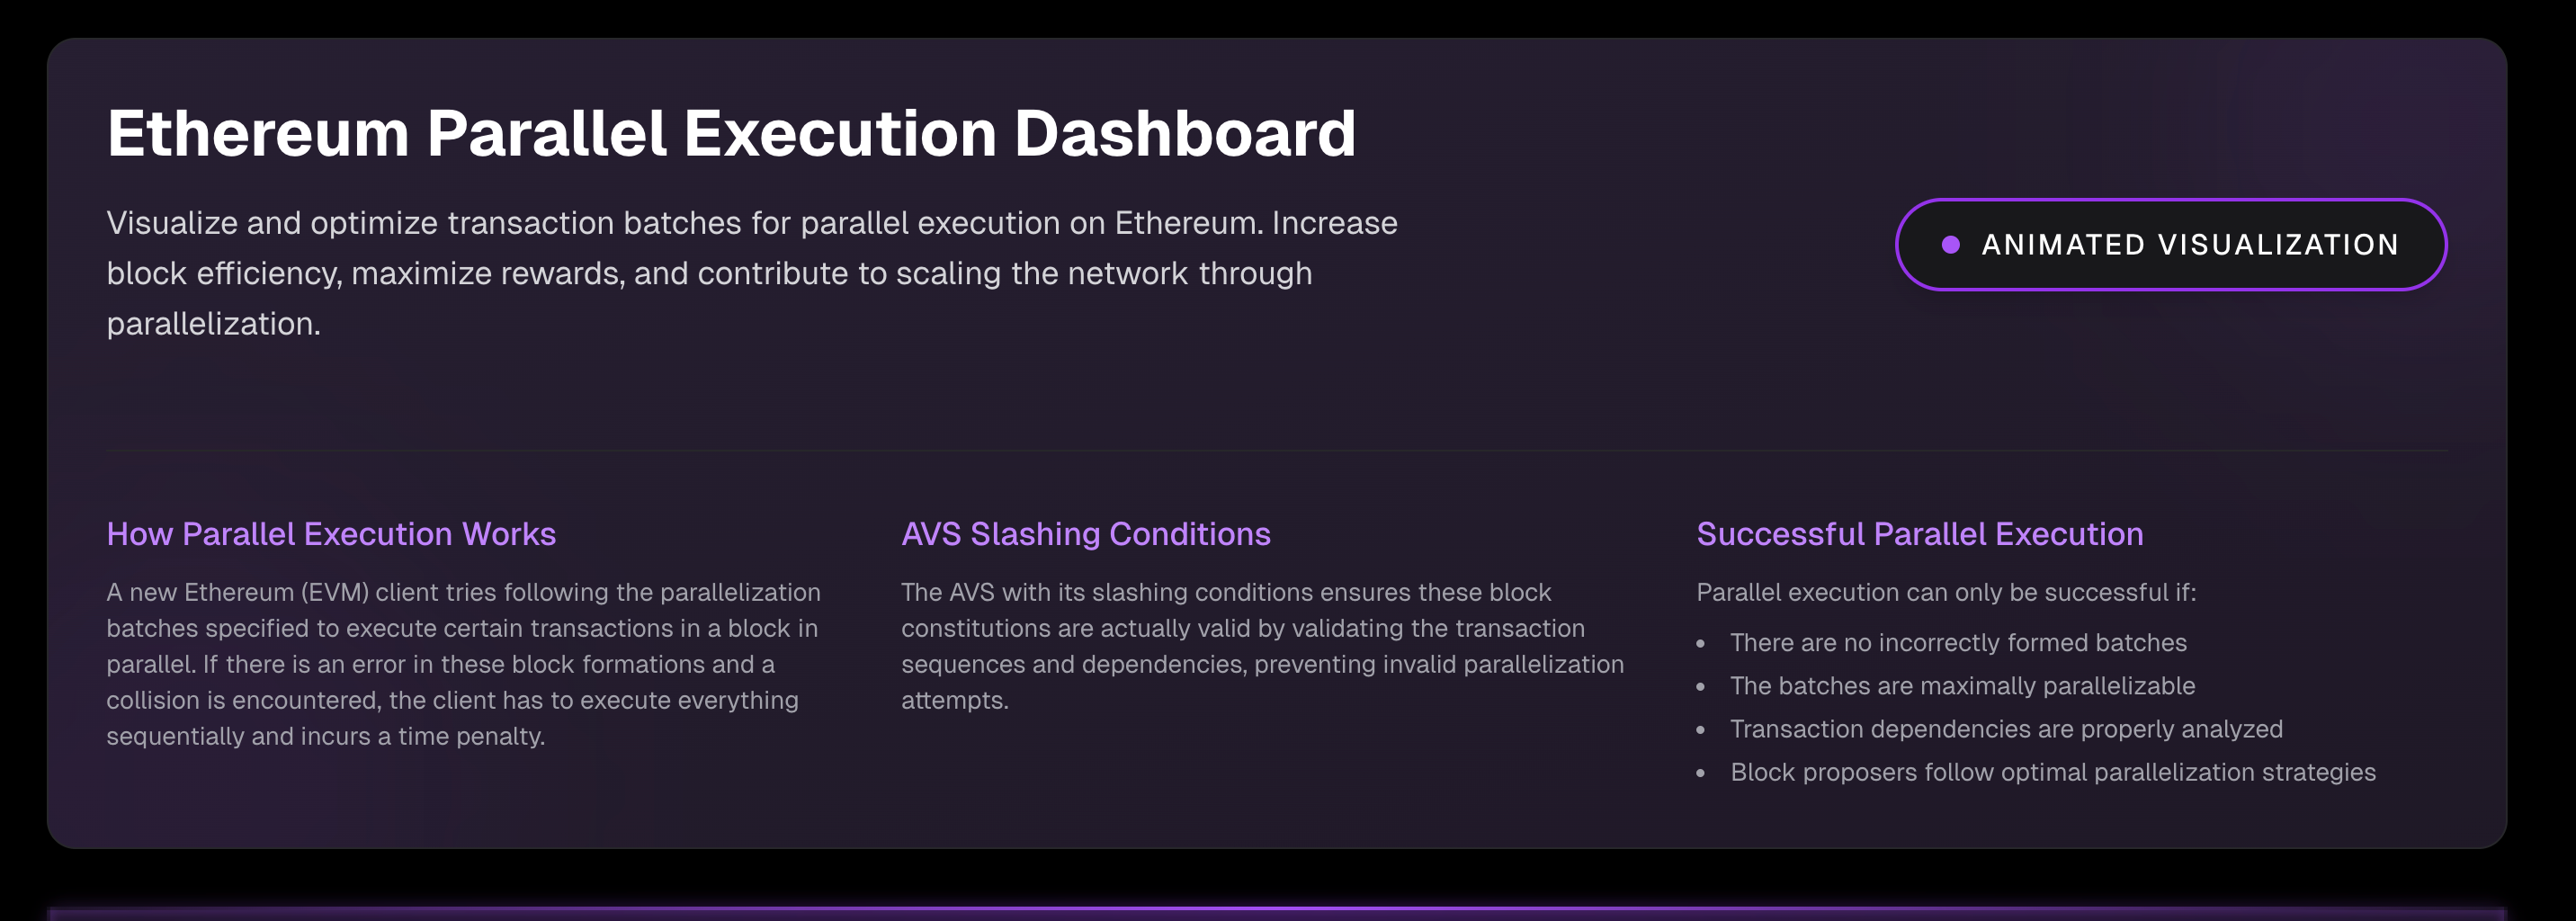 Ethereum Parallel Execution Dashboard
Visualize and optimize transaction batches for parallel execution on Ethereum. Increase
block efficiency, maximize rewards, and contribute to scaling the network through
parallelization.
ANIMATED VISUALIZATION
How Parallel Execution Works
A new Ethereum (EVM) client tries following the parallelization
batches specified to execute certain transactions in a block in
parallel. If there is an error in these block formations and a
collision is encountered, the client has to execute everything
sequentially and incurs a time penalty.
AVS Slashing Conditions
The AVS with its slashing conditions ensures these block
constitutions are actually valid by validating the transaction
sequences and dependencies, preventing invalid parallelization
attempts.
Successful Parallel Execution
Parallel execution can only be successful if:
• There are no incorrectly formed batches
• The batches are maximally parallelizable
• Transaction dependencies are properly analyzed
• Block proposers follow optimal parallelization strategies